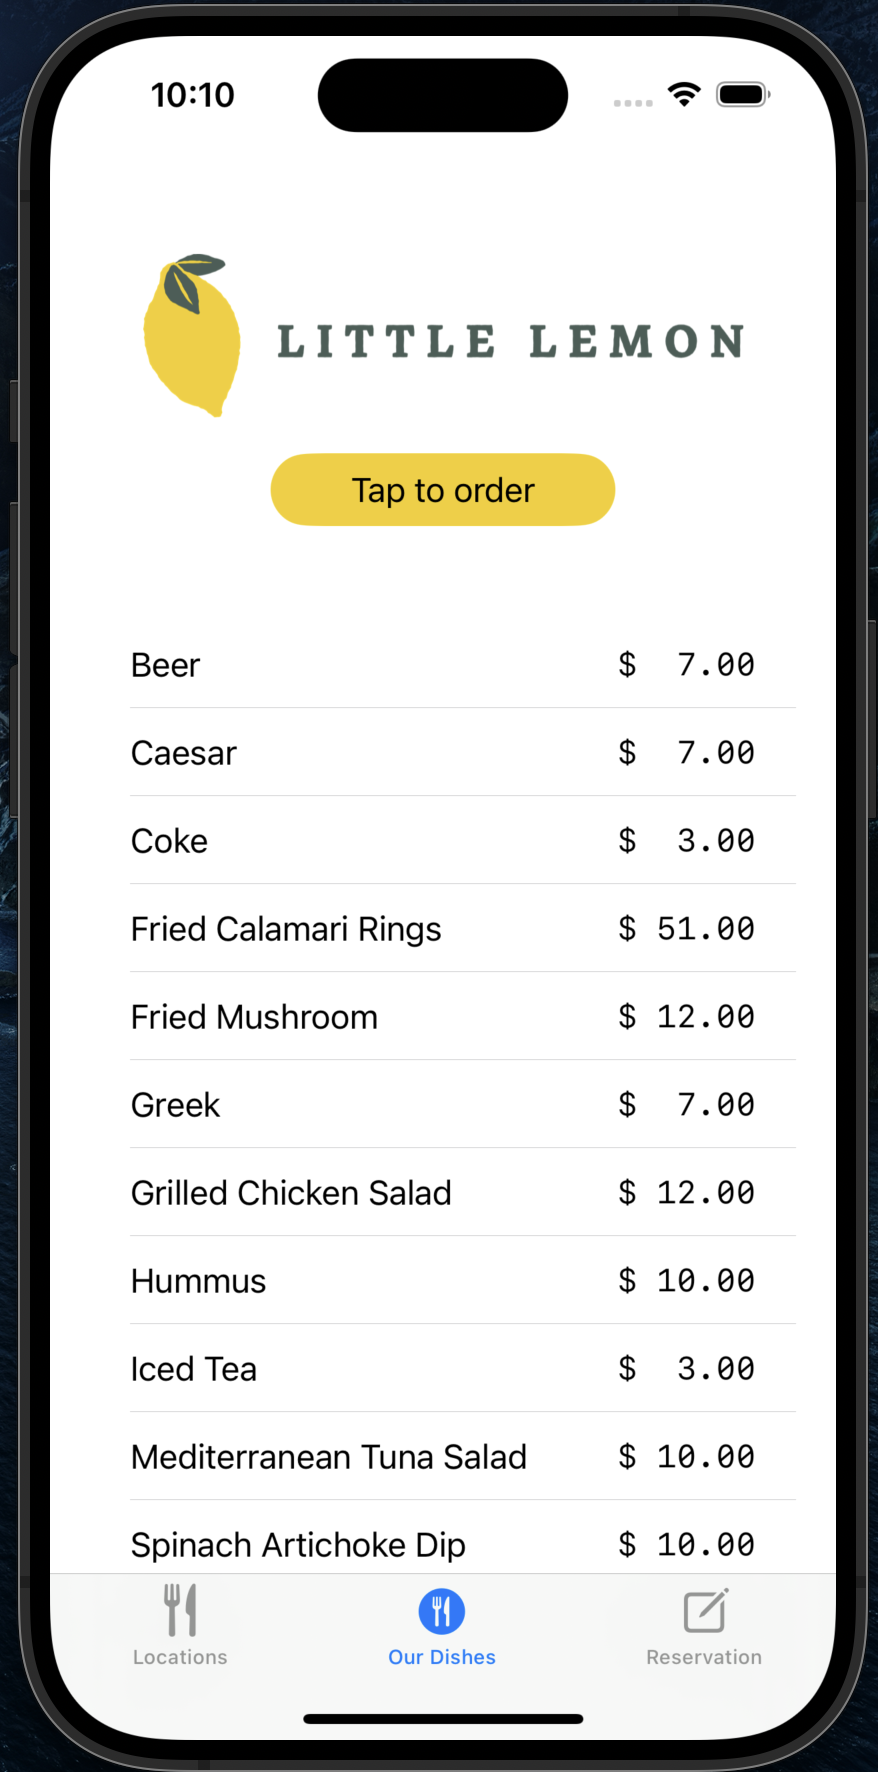 10:10
LITTLE LEMON
Tap to order
Beer $ 7.00
Caesar $ 7.00
Coke $ 3.00
Fried Calamari Rings $ 51.00
Fried Mushroom $ 12.00
Greek $ 7.00
Grilled Chicken Salad $ 12.00
Hummus $ 10.00
Iced Tea $ 3.00
Mediterranean Tuna Salad $ 10.00
Spinach Artichoke Dip $ 10.00
Locations Our Dishes Reservation